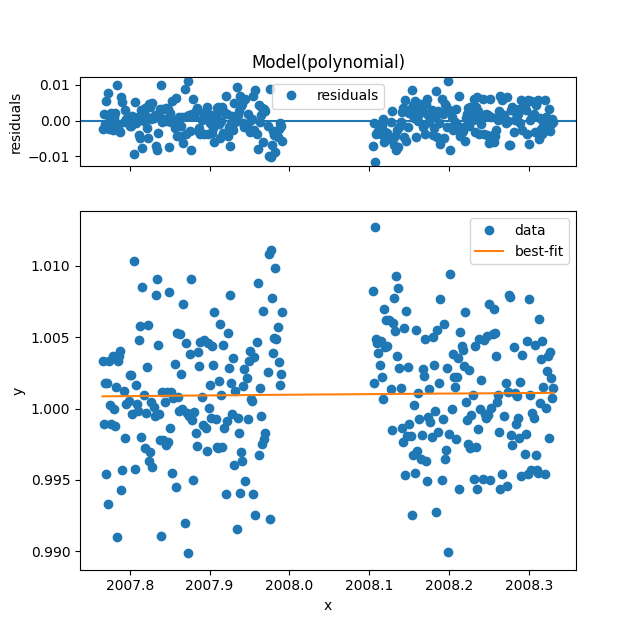 Model(polynomial)
0.01
0.00
−0.01
residuals
residuals
1.010
1.005
1.000
0.995
0.990
y
data
best-fit
2007.8
2007.9
2008.0
2008.1
2008.2
2008.3
x